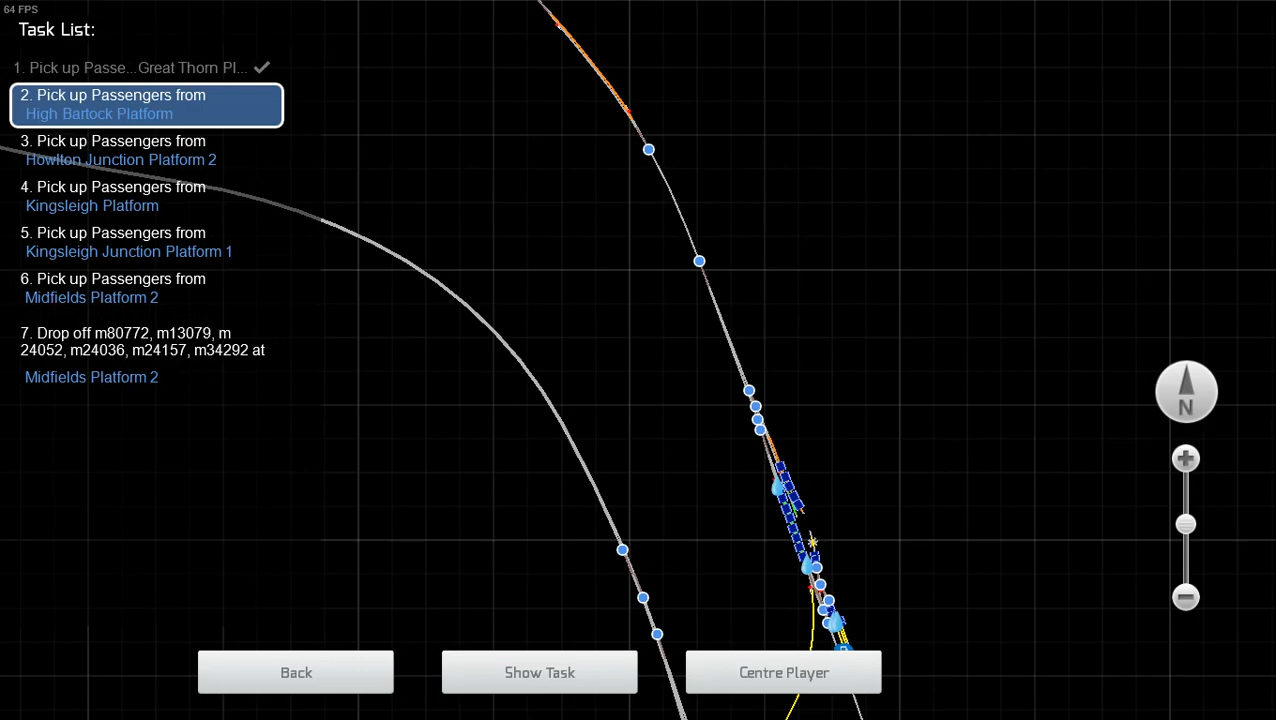 64 FPS
Task List:
1. Pick up Passe...Great Thorn Pl...
2. Pick up Passengers from
High Barlock Platform
3. Pick up Passengers from
Howlton Junction Platform 2
4. Pick up Passengers from
Kingsleigh Platform
5. Pick up Passengers from
Kingsleigh Junction Platform 1
6. Pick up Passengers from
Midfields Platform 2
7. Drop off m80772, m13079, m
24052, m24036, m24157, m34292 at
Midfields Platform 2
N
Back
Show Task
Centre Player